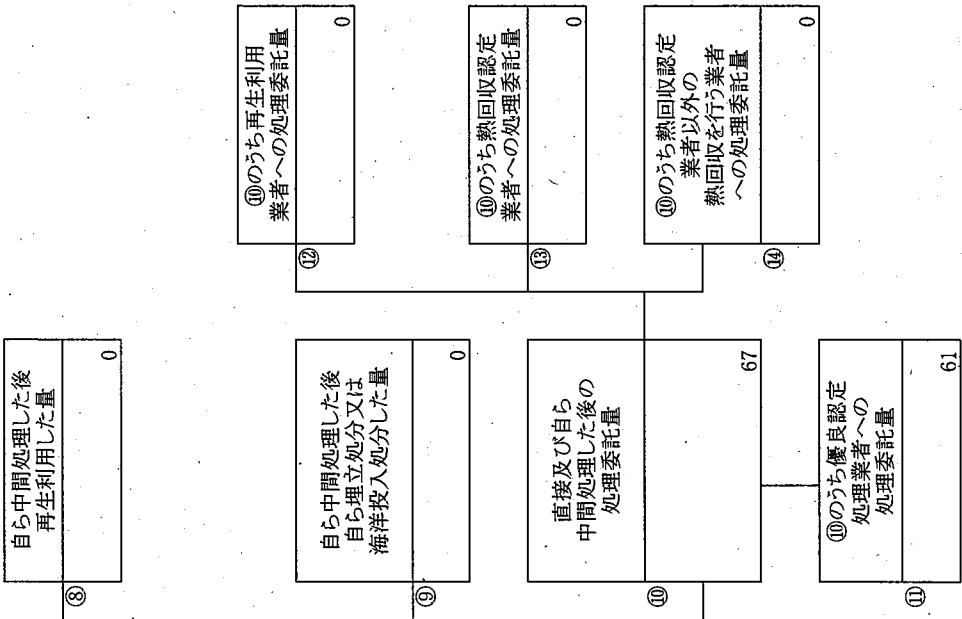 ⑧
自ら中間処理した後
再生利用した量
0
⑨
自ら中間処理した後
自ら埋立処分又は
海洋投入処分した量
0
⑩
直接及び自ら
中間処理した後の
処理委託量
67
⑪
⑩のうち優良認定
処理業者への
処理委託量
61
⑫
⑩のうち再生利用
業者への処理委託量
0
⑬
⑩のうち熱回収認定
業者への処理委託量
0
⑭
⑩のうち熱回収認定
業者以外の
熱回収を行う業者
への処理委託量
0